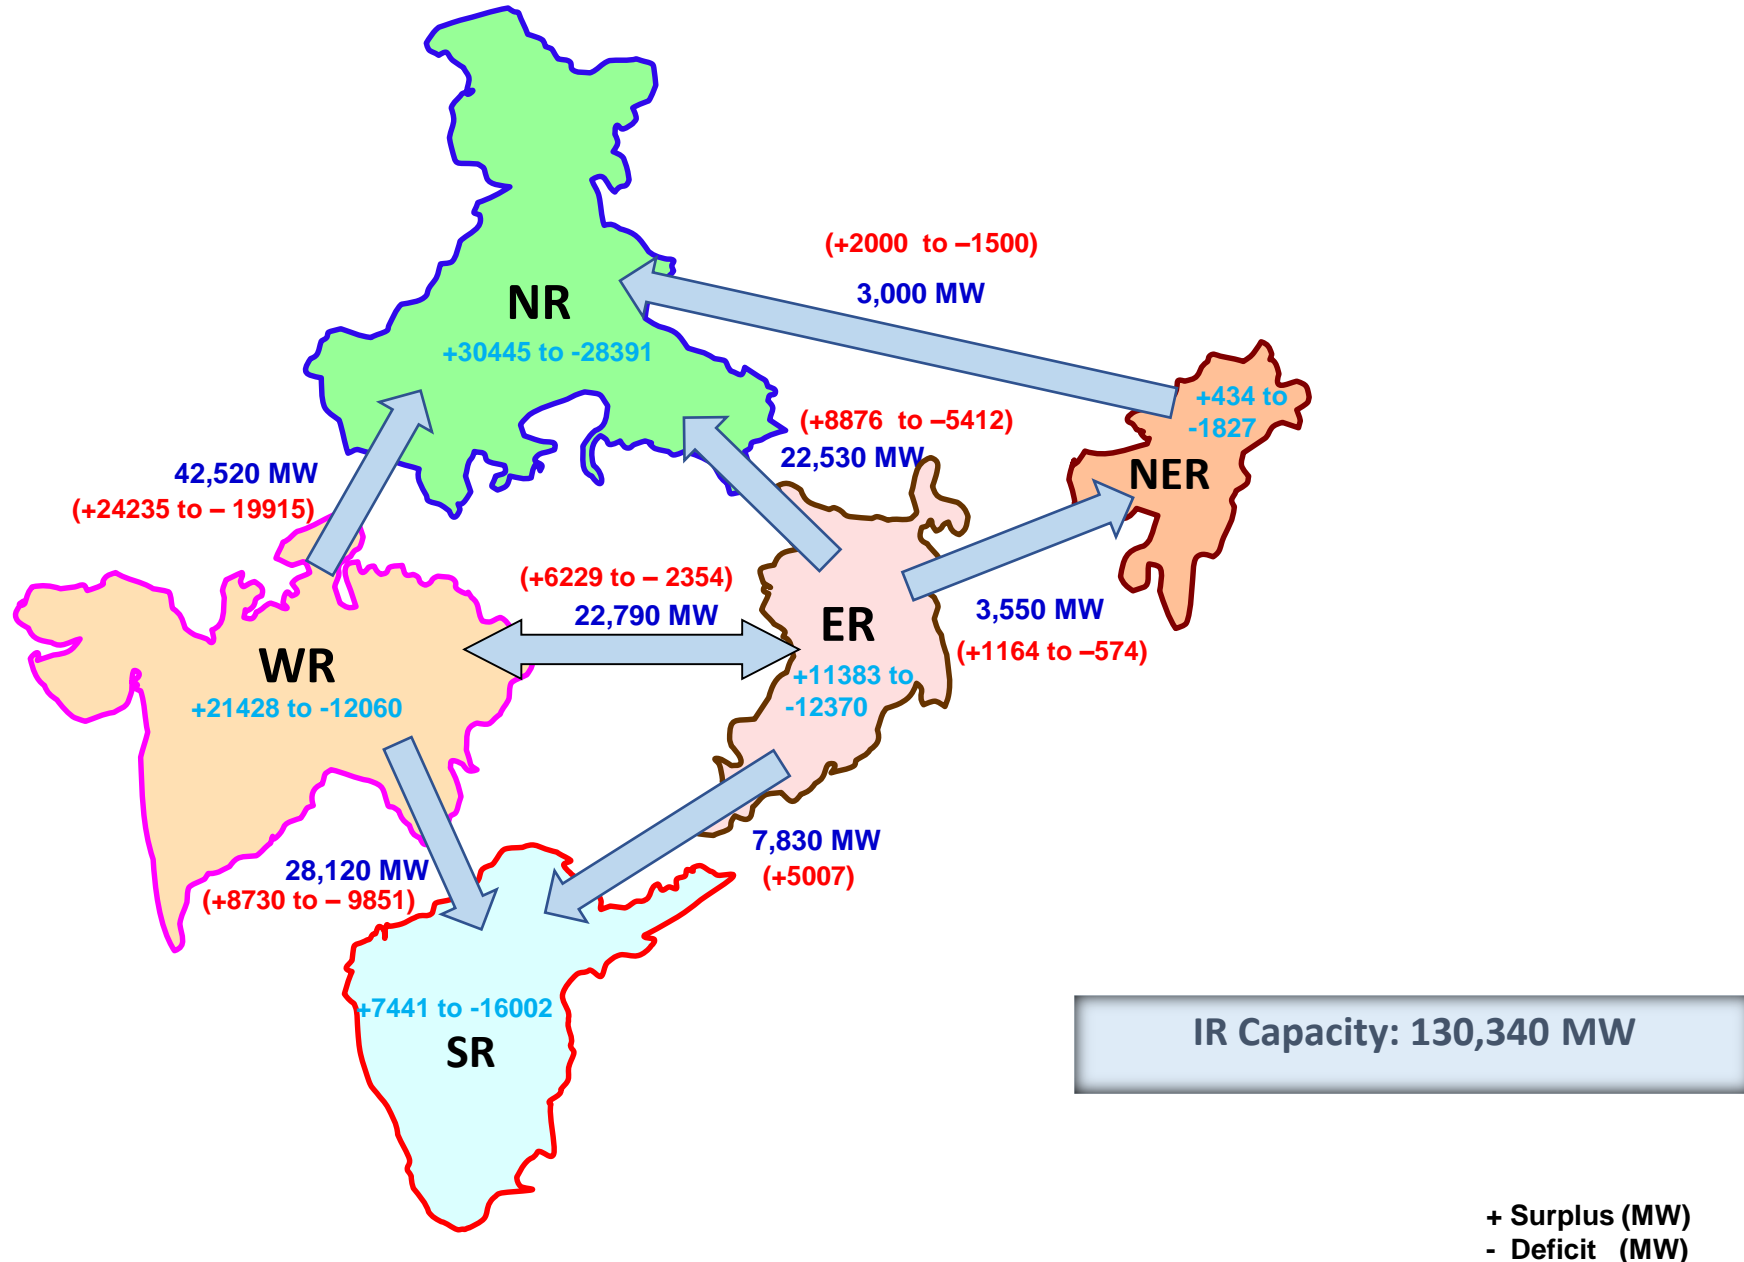 (+2000 to –1500)
3,000 MW
NR
+30445 to -28391
+434 to
-1827
NER
(+8876 to –5412)
22,530 MW
42,520 MW
(+24235 to – 19915)
(+6229 to – 2354)
22,790 MW
3,550 MW
(+1164 to –574)
ER
+11383 to
-12370
WR
+21428 to -12060
7,830 MW
(+5007)
28,120 MW
(+8730 to – 9851)
+7441 to -16002
SR
IR Capacity: 130,340 MW
+ Surplus (MW)
- Deficit (MW)